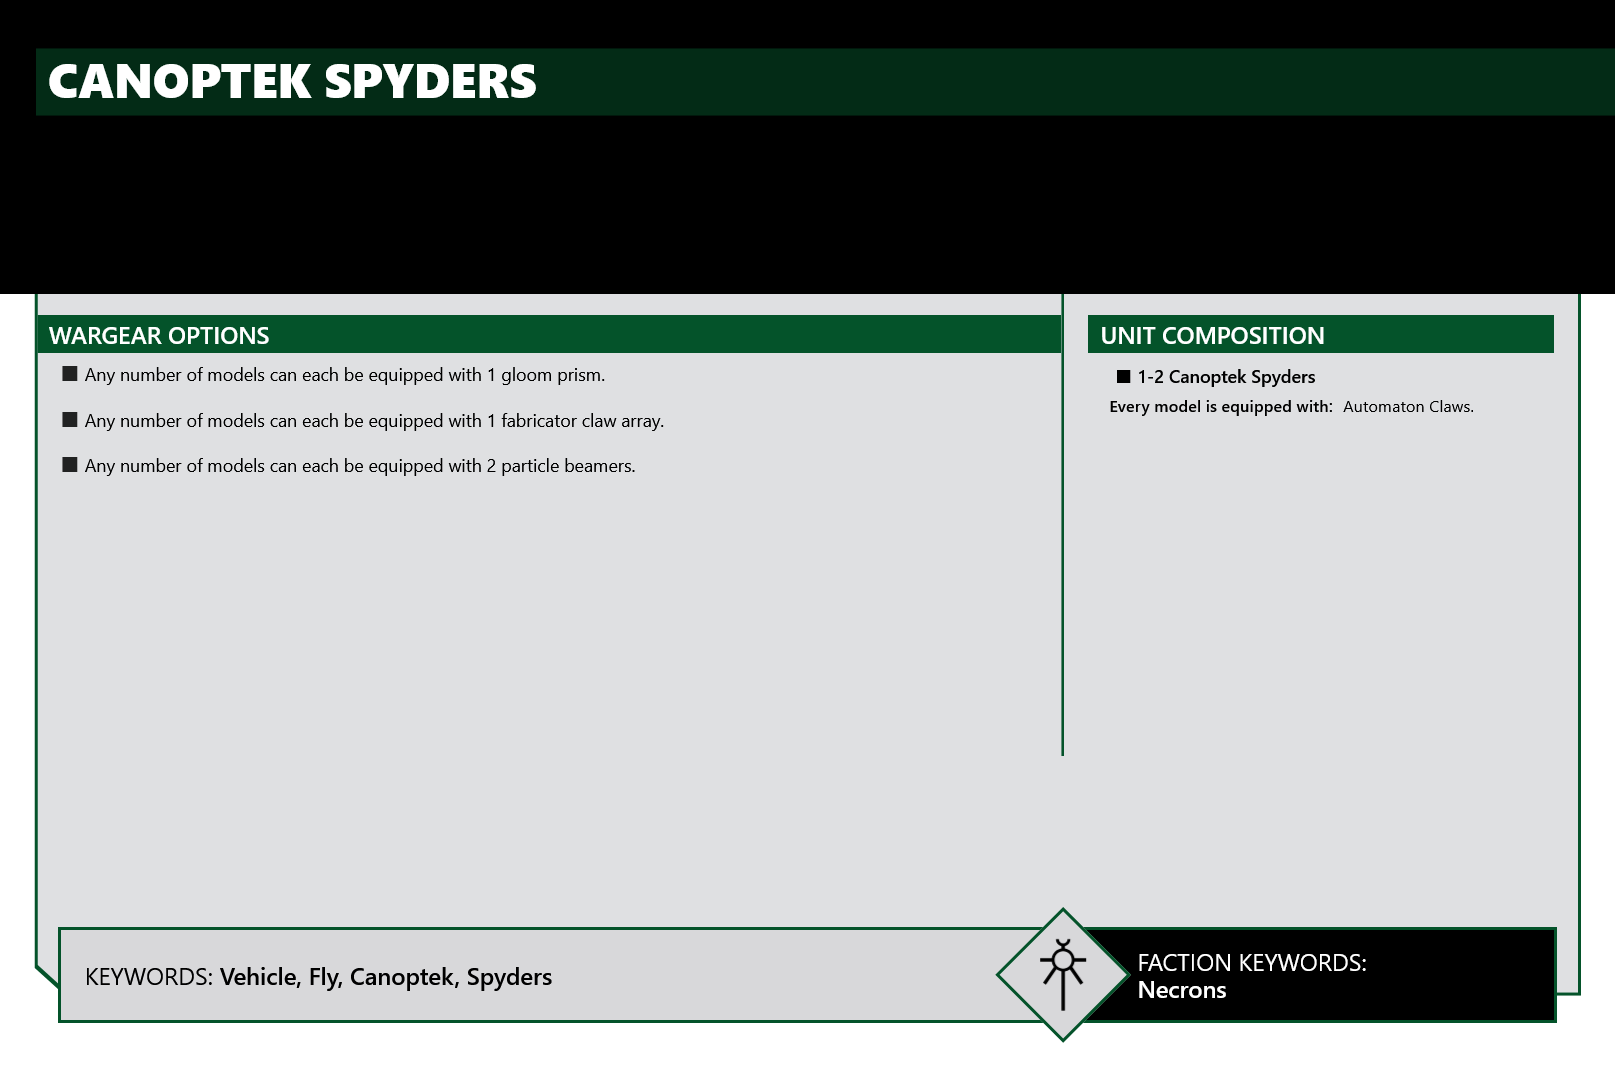 CANOPTEK SPYDERS
WARGEAR OPTIONS
■ Any number of models can each be equipped with 1 gloom prism.
■ Any number of models can each be equipped with 1 fabricator claw array.
■ Any number of models can each be equipped with 2 particle beamers.
UNIT COMPOSITION
■ 1-2 Canoptek Spyders
Every model is equipped with: Automaton Claws.
KEYWORDS: Vehicle, Fly, Canoptek, Spyders
FACTION KEYWORDS:
Necrons